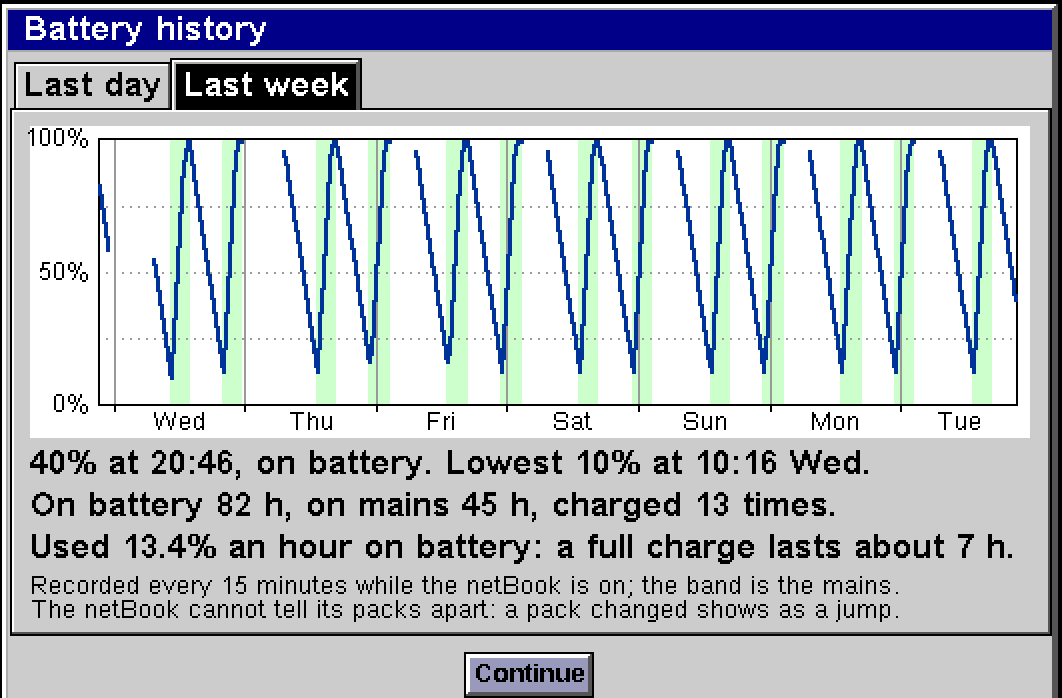 Battery history
Last day
Last week
100%
50%
0%
Wed Thu Fri Sat Sun Mon Tue
40% at 20:46, on battery. Lowest 10% at 10:16 Wed.
On battery 82 h, on mains 45 h, charged 13 times.
Used 13.4% an hour on battery: a full charge lasts about 7 h.
Recorded every 15 minutes while the netBook is on; the band is the mains.
The netBook cannot tell its packs apart: a pack changed shows as a jump.
Continue